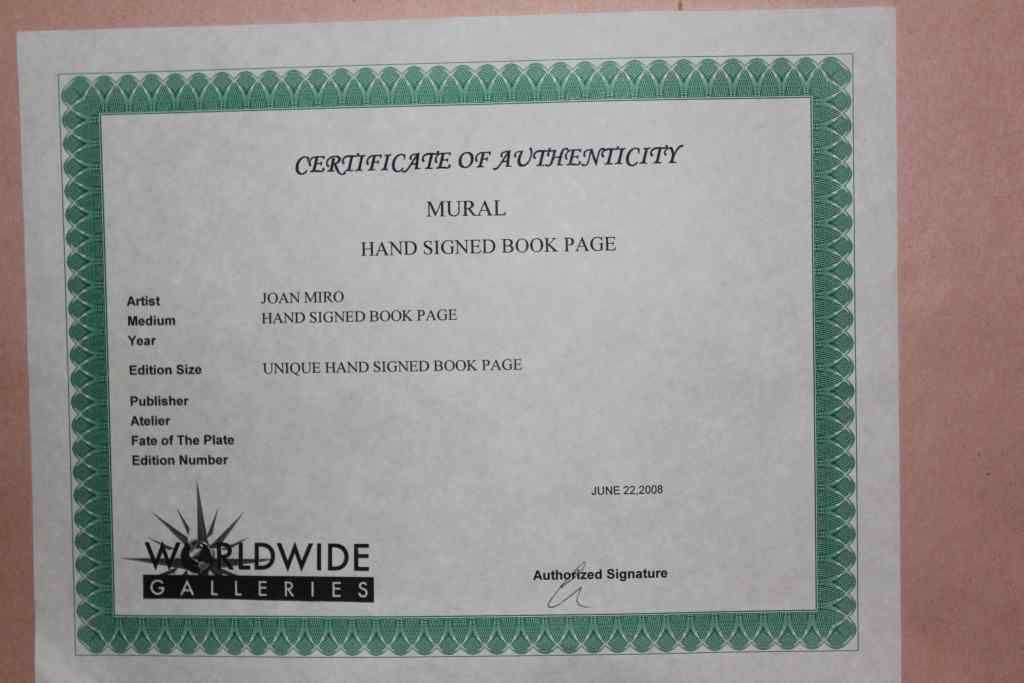 CERTIFICATE OF AUTHENTICITY
MURAL
HAND SIGNED BOOK PAGE
Artist JOAN MIRO
Medium HAND SIGNED BOOK PAGE
Year
Edition Size UNIQUE HAND SIGNED BOOK PAGE
Publisher
Atelier
Fate of The Plate
Edition Number
JUNE 22,2008
WORLDWIDE
GALLERIES
Authorized Signature